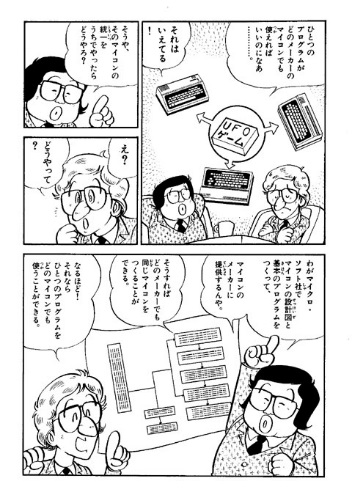 ひとつの
プログラムが
どのメーカーの
マイコンでも
使えれば
いいのになあ
………。
それは
いえてる
UFO
ゲーム
そうや、
そのマイコンの
統一を
うちでやったら
どうやろ?
え?
どうやって
?
わがマイクロ・
ソフト社で
マイコンの設計図と
基本のプログラムを
つくって、
マイコンの
メーカーに
提供するんや。
そうすれば
どのメーカーでも
同じマイコンを
つくることが
できる。
なるほど!
それなら
ひとつのプログラムを
どのマイコンでも
使うことができる。